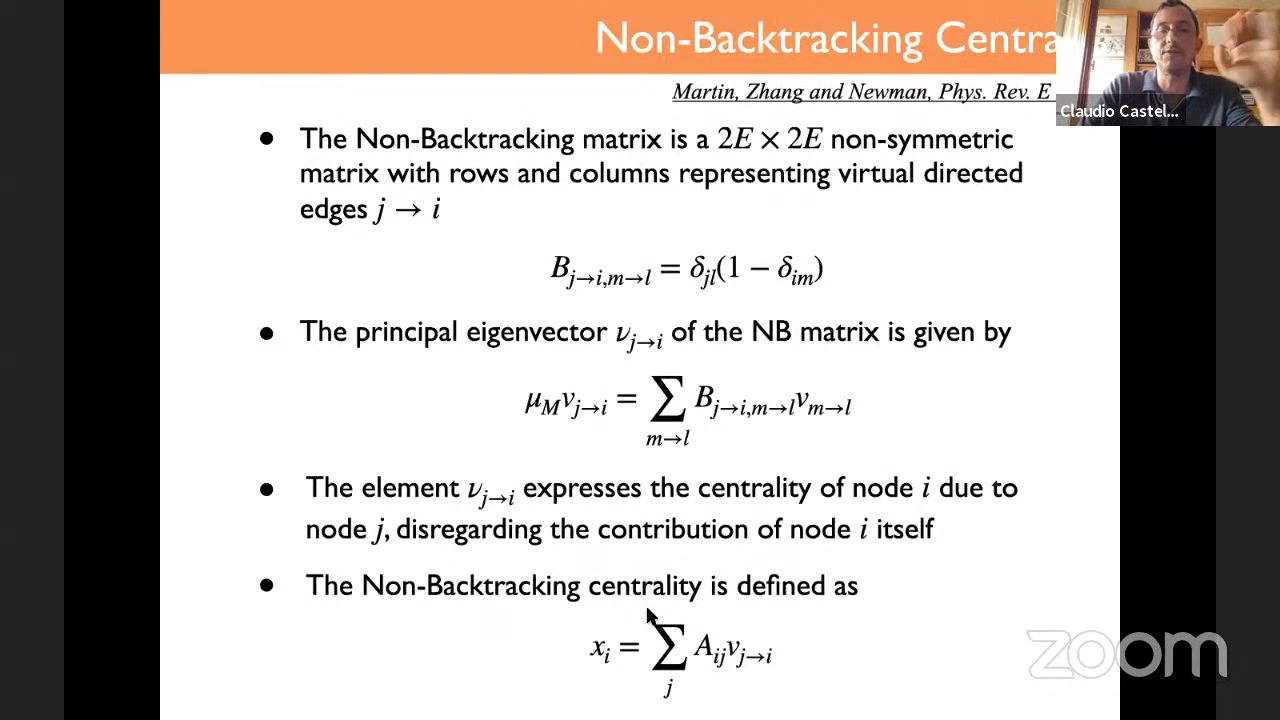 Non-Backtracking Centra
Martin, Zhang and Newman, Phys. Rev. E
Claudio Castel...
• The Non-Backtracking matrix is a 2E × 2E non-symmetric
matrix with rows and columns representing virtual directed
edges j → i
B_{j→i,m→l} = δ_{jl}(1 − δ_{im})
• The principal eigenvector ν_{j→i} of the NB matrix is given by
μ_M v_{j→i} = ∑_{m→l} B_{j→i,m→l} v_{m→l}
• The element ν_{j→i} expresses the centrality of node i due to
node j, disregarding the contribution of node i itself
• The Non-Backtracking centrality is defined as
x_i = ∑_j A_{ij} v_{j→i}
zoom